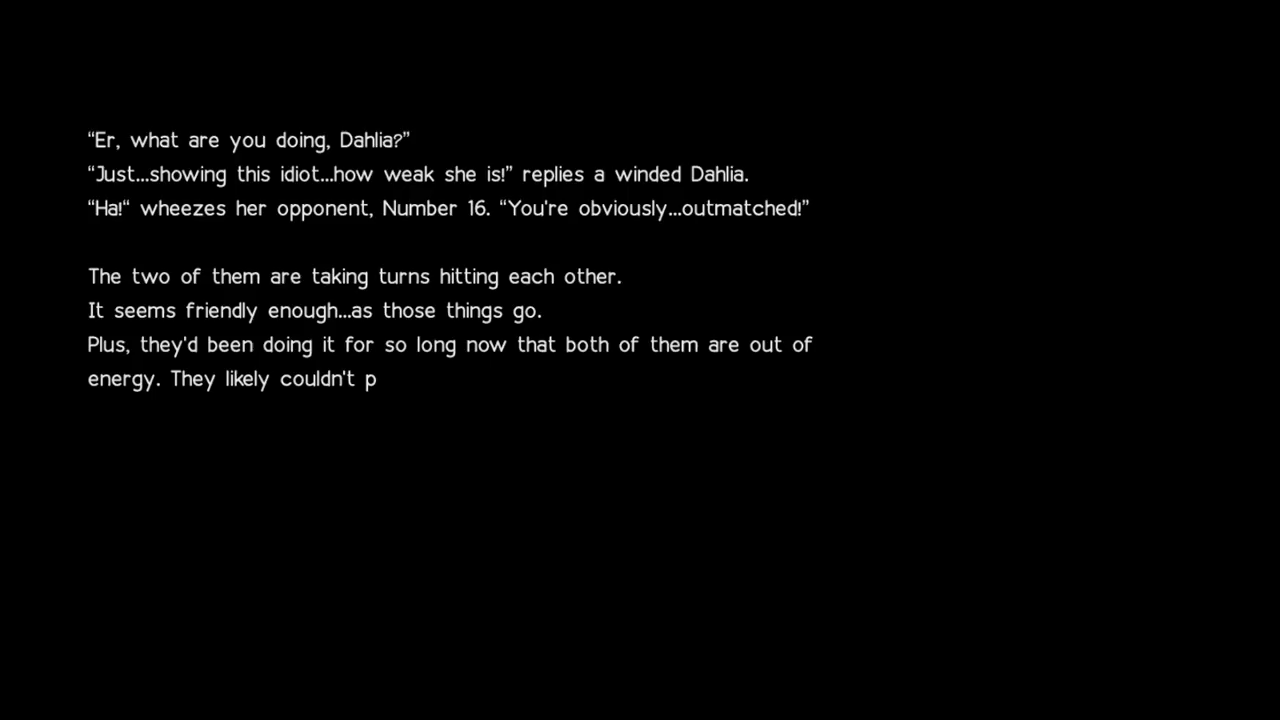 “Er, what are you doing, Dahlia?”
“Just...showing this idiot...how weak she is!” replies a winded Dahlia.
“Ha!“ wheezes her opponent, Number 16. “You're obviously...outmatched!”
The two of them are taking turns hitting each other.
It seems friendly enough...as those things go.
Plus, they'd been doing it for so long now that both of them are out of
energy. They likely couldn't p